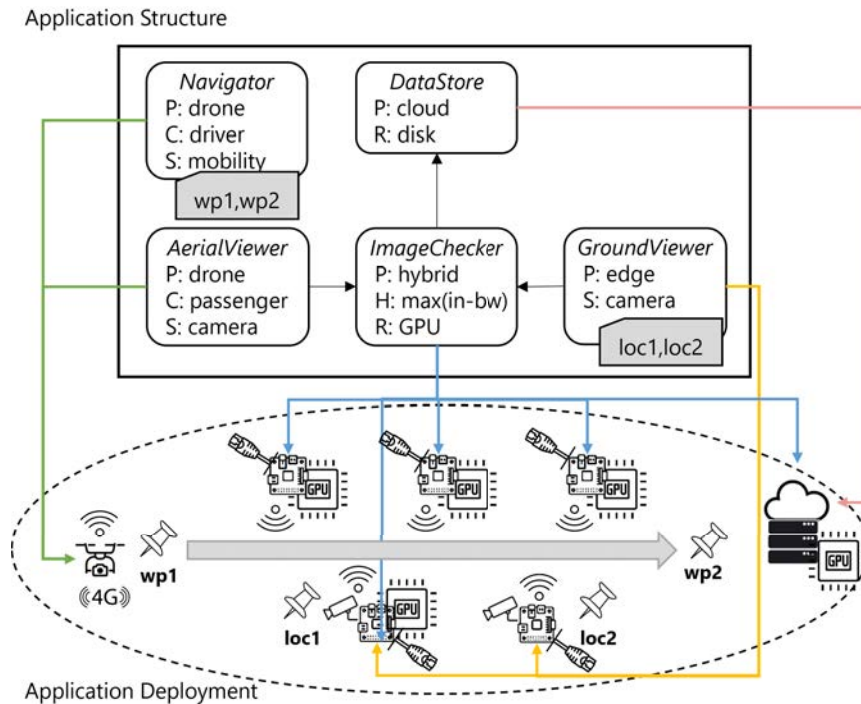 Application Structure
Navigator
P: drone
C: driver
S: mobility
wp1,wp2
DataStore
P: cloud
R: disk
AerialViewer
P: drone
C: passenger
S: camera
ImageChecker
P: hybrid
H: max(in-bw)
R: GPU
GroundViewer
P: edge
S: camera
loc1,loc2
GPU
GPU
GPU
wp1
wp2
4G
GPU
loc1
GPU
loc2
Application Deployment